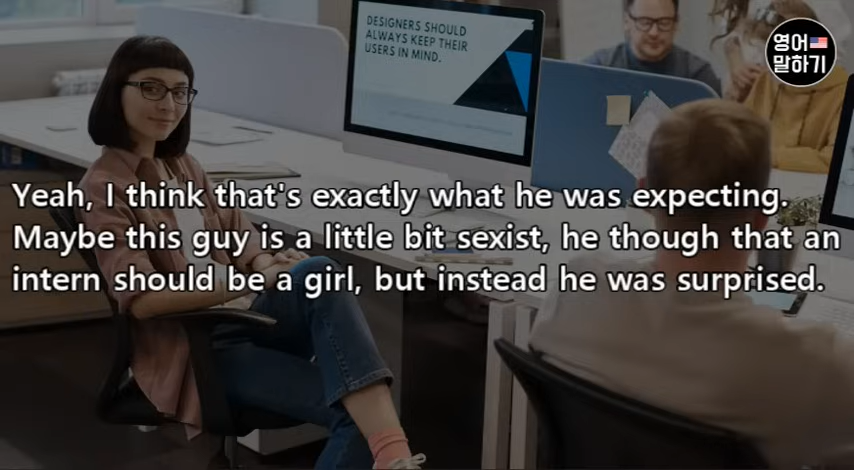 DESIGNERS SHOULD
ALWAYS KEEP THEIR
USERS IN MIND.
영어
말하기
Yeah, I think that's exactly what he was expecting.
Maybe this guy is a little bit sexist, he though that an
intern should be a girl, but instead he was surprised.